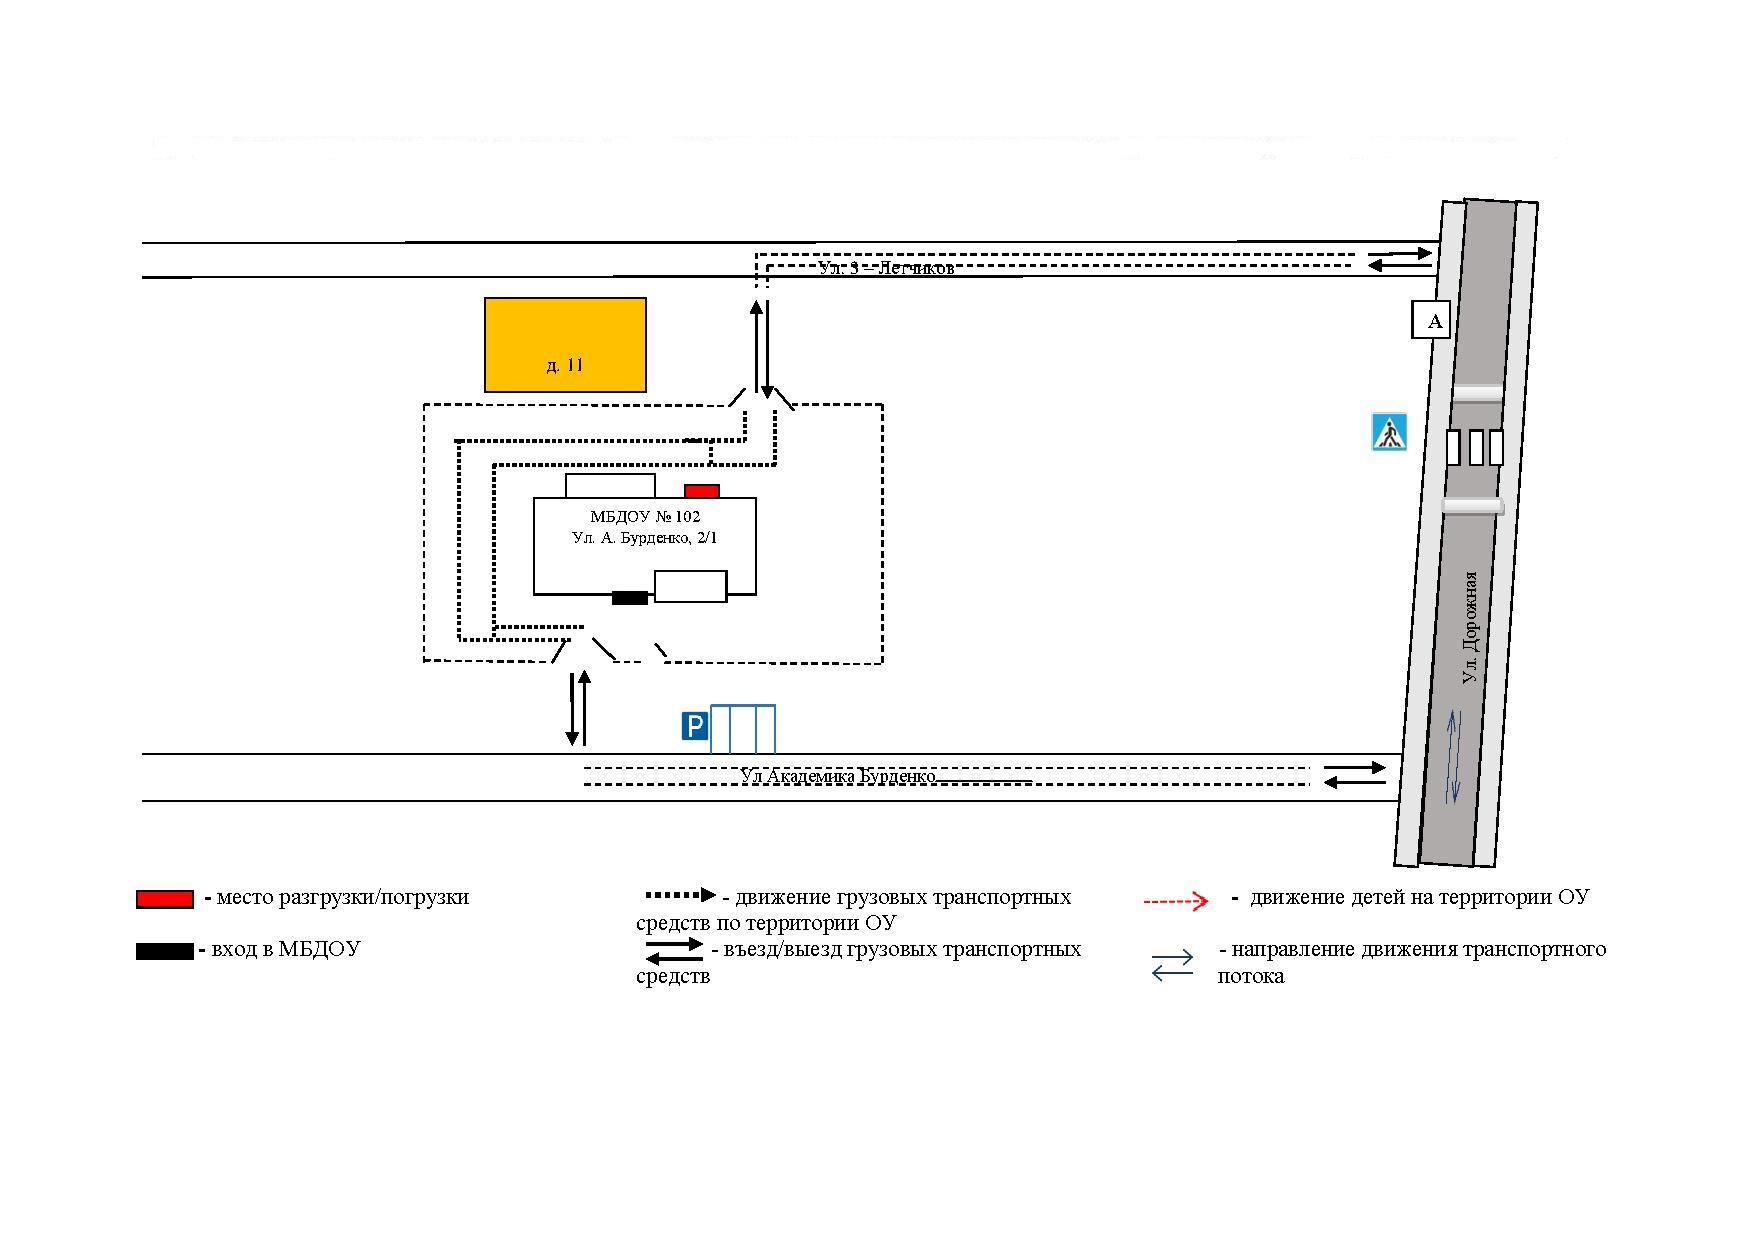 Ул. 3 – Летчиков
А
д. 11
МБДОУ № 102
Ул. А. Бурденко, 2/1
Ул. Дорожная
P
Ул Академика Бурденко__________
- место разгрузки/погрузки
- вход в МБДОУ
- движение грузовых транспортных
средств по территории ОУ
- въезд/выезд грузовых транспортных
средств
- движение детей на территории ОУ
- направление движения транспортного
потока